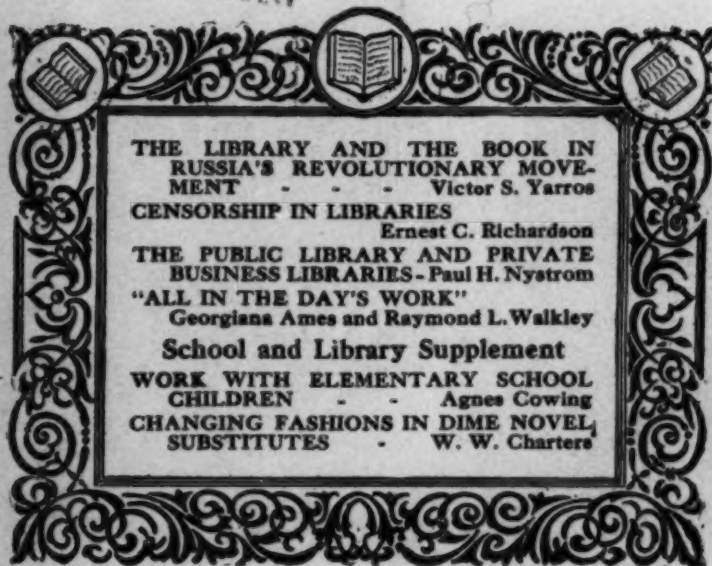 THE LIBRARY AND THE BOOK IN
RUSSIA'S REVOLUTIONARY MOVE-
MENT - - - Victor S. Yarros
CENSORSHIP IN LIBRARIES
Ernest C. Richardson
THE PUBLIC LIBRARY AND PRIVATE
BUSINESS LIBRARIES - Paul H. Nystrom
"ALL IN THE DAY'S WORK"
Georgiana Ames and Raymond L. Walkley
School and Library Supplement
WORK WITH ELEMENTARY SCHOOL
CHILDREN - - Agnes Cowing
CHANGING FASHIONS IN DIME NOVEL
SUBSTITUTES - W. W. Charters